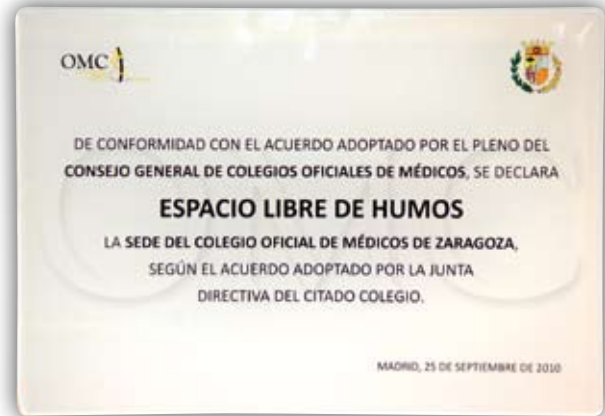 OMC
DE CONFORMIDAD CON EL ACUERDO ADOPTADO POR EL PLENO DEL
CONSEJO GENERAL DE COLEGIOS OFICIALES DE MÉDICOS, SE DECLARA
ESPACIO LIBRE DE HUMOS
LA SEDE DEL COLEGIO OFICIAL DE MÉDICOS DE ZARAGOZA,
SEGÚN EL ACUERDO ADOPTADO POR LA JUNTA
DIRECTIVA DEL CITADO COLEGIO.
MADRID, 25 DE SEPTIEMBRE DE 2010